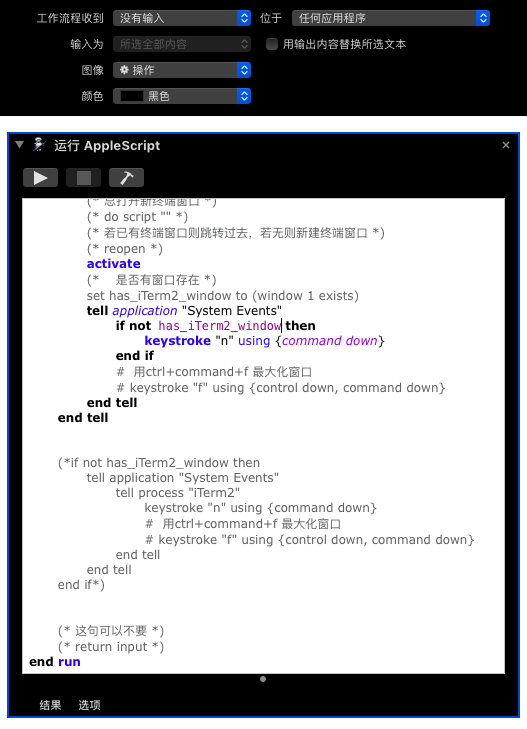 工作流程收到 没有输入 位于 任何应用程序
输入为 所选全部内容 用输出内容替换所选文本
图像 操作
颜色 黑色
运行 AppleScript
(* 总打开新终端窗口 *)
(* do script "" *)
(* 若已有终端窗口则跳转过去，若无则新建终端窗口 *)
(* reopen *)
activate
(* 是否有窗口存在 *)
set has_iTerm2_window to (window 1 exists)
tell application "System Events"
if not has_iTerm2_window then
keystroke "n" using {command down}
end if
# 用ctrl+command+f 最大化窗口
# keystroke "f" using {control down, command down}
end tell
end tell
(*if not has_iTerm2_window then
tell application "System Events"
tell process "iTerm2"
keystroke "n" using {command down}
# 用ctrl+command+f 最大化窗口
# keystroke "f" using {control down, command down}
end tell
end tell
end if*)
(* 这句可以不要 *)
(* return input *)
end run
结果 选项